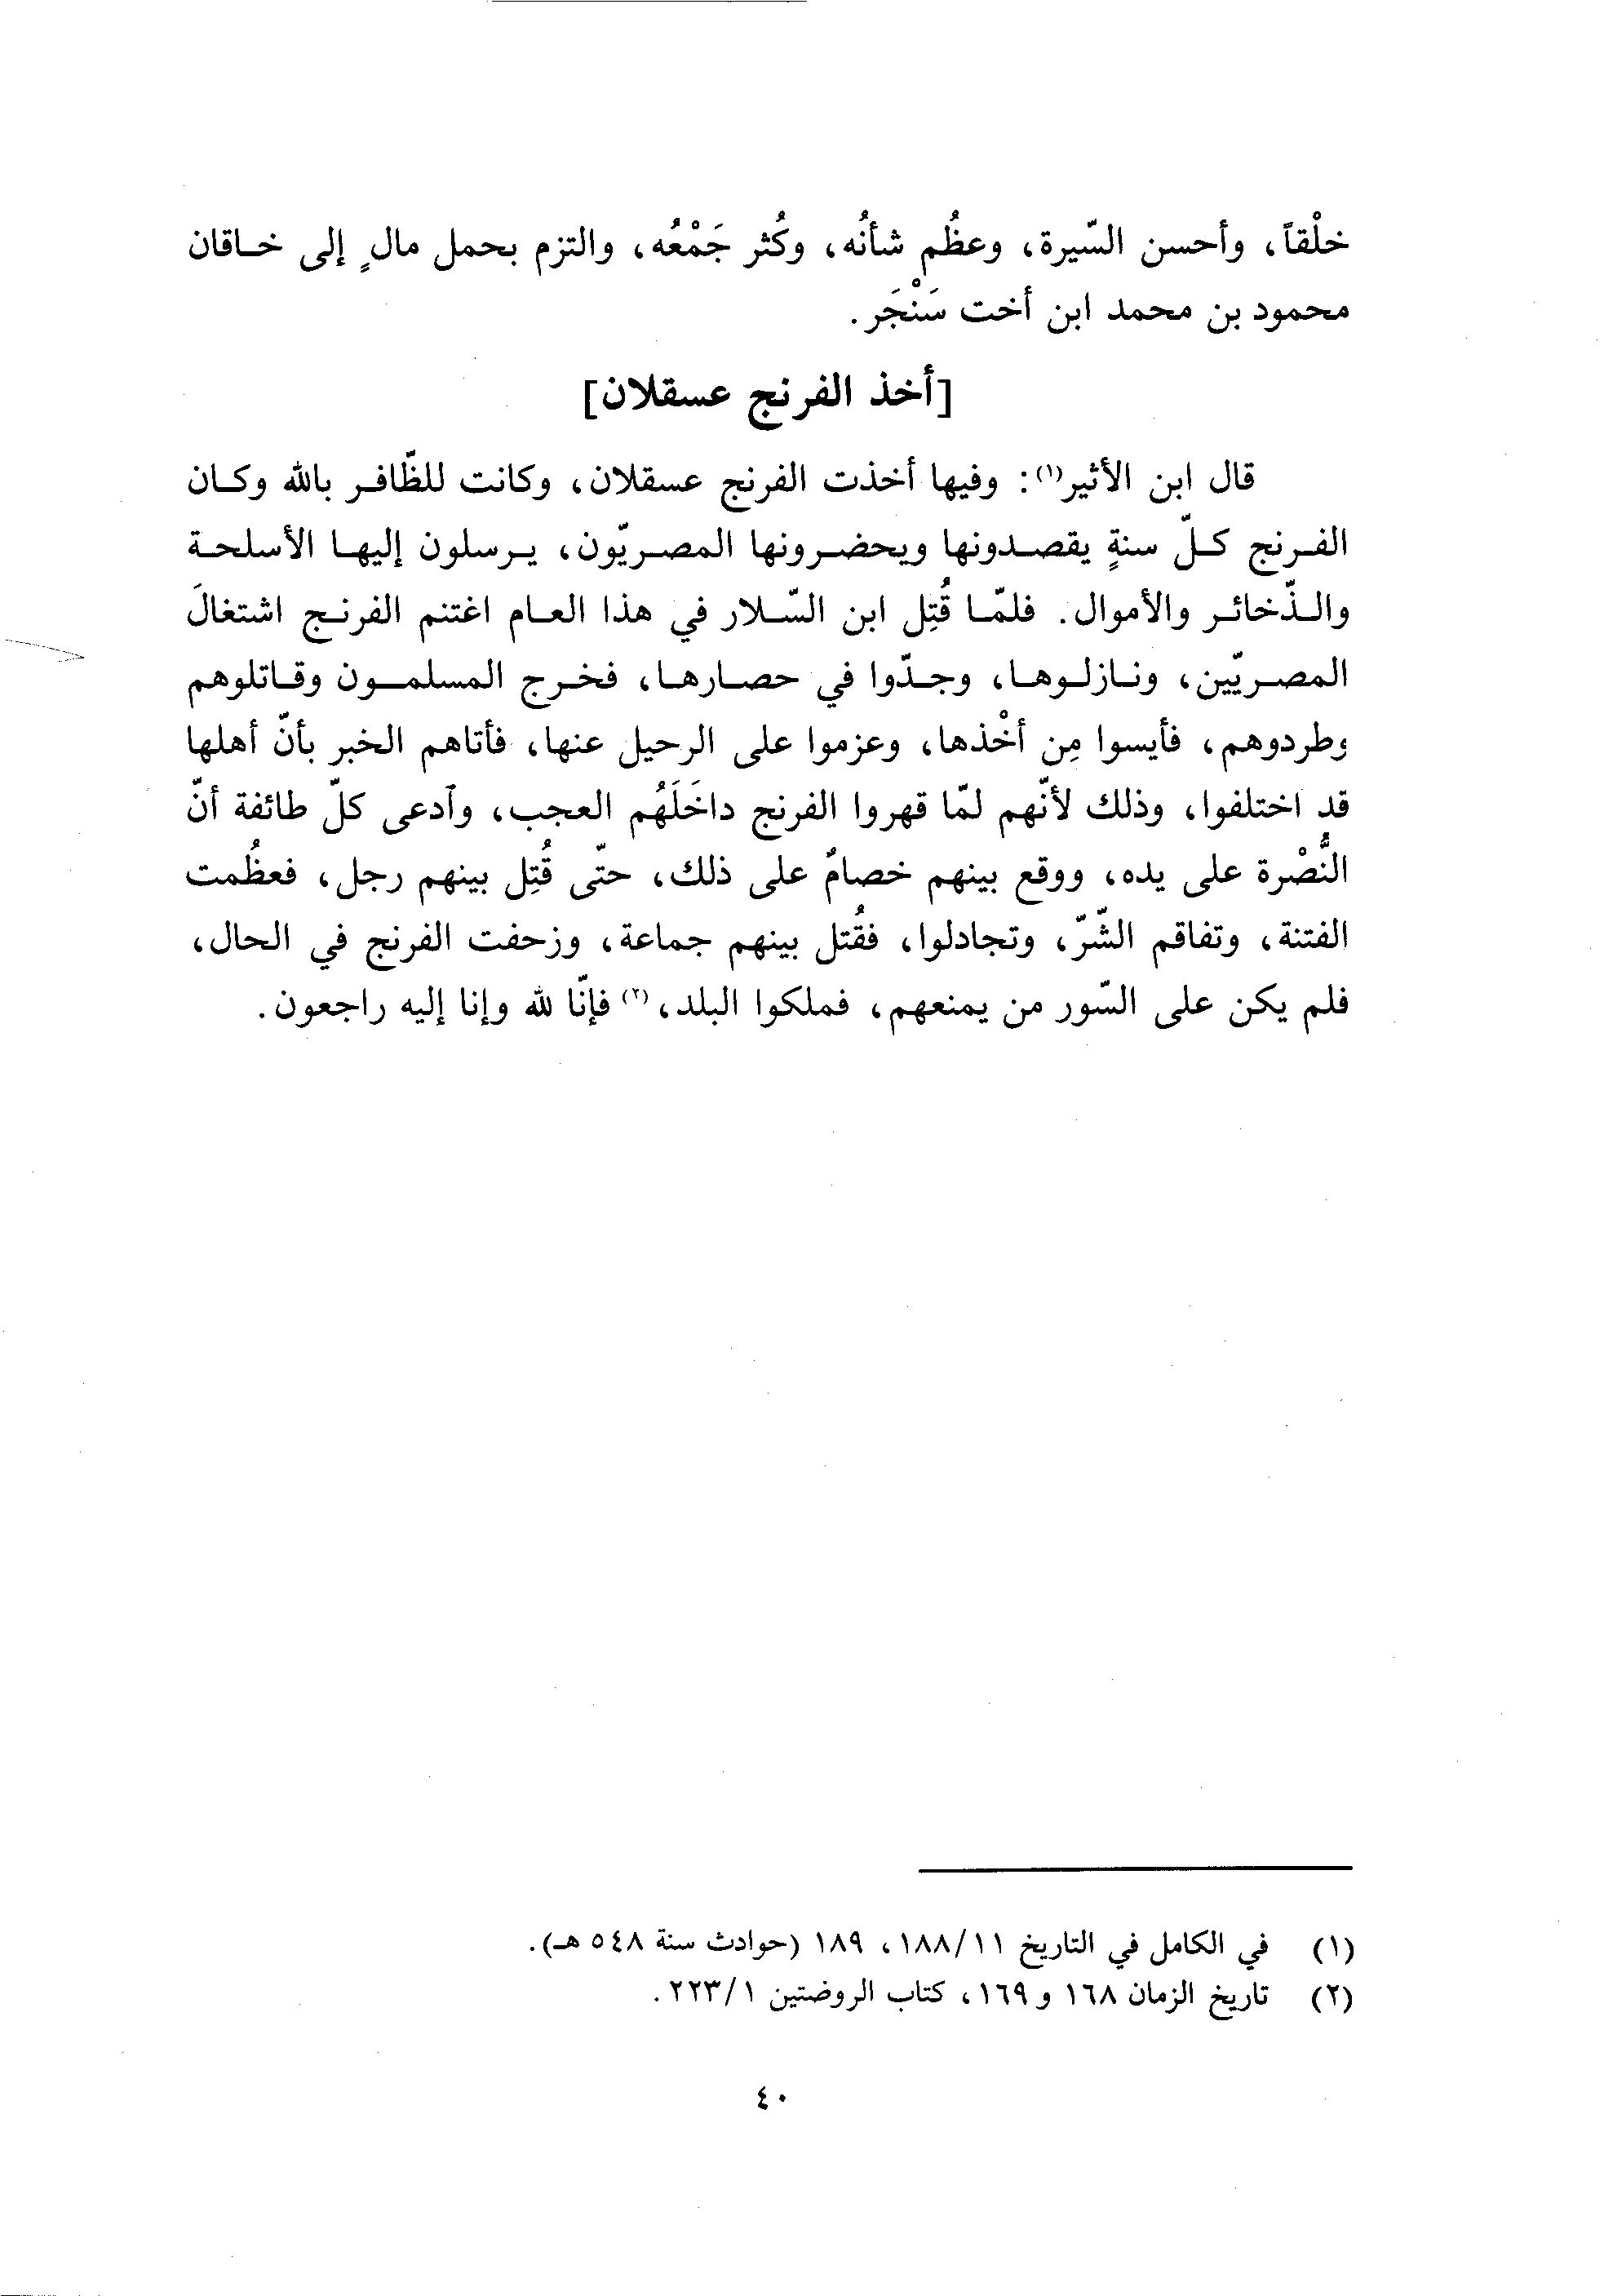 خلْقاً، وأحسن السّيرة، وعظُم شأنُه، وكُثر جَمْعُه، والتزم بحمل مالٍ إلى خاقان
محمود بن محمد ابن أخت سَنْجَر.
[أخذ الفرنج عسقلان]
قال ابن الأثير(١): وفيها أخذت الفرنج عسقلان، وكانت للظّافر بالله وكان
الفرنج كلّ سنةٍ يقصدونها ويحضرونها المصريّون، يرسلون إليها الأسلحة
والذّخائر والأموال. فلمّا قُتِل ابن السّلار في هذا العام اغتنم الفرنج اشتغالَ
المصريّين، ونازلوها، وجدّوا في حصارها، فخرج المسلمون وقاتلوهم
وطردوهم، فأيسوا مِن أخْذها، وعزموا على الرحيل عنها، فأتاهم الخبر بأنّ أهلها
قد اختلفوا، وذلك لأنّهم لمّا قهروا الفرنج داخَلَهُم العجب، وآدعى كلّ طائفة أنّ
النُّصْرة على يده، ووقع بينهم خصامٌ على ذلك، حتّى قُتِل بينهم رجل، فعظُمت
الفتنة، وتفاقم الشّرّ، وتجادلوا، فقُتل بينهم جماعة، وزحفت الفرنج في الحال،
فلم يكن على السّور من يمنعهم، فملكوا البلد،(٢) فإنّا لله وإنا إليه راجعون.
(١) في الكامل في التاريخ ١١/١٨٨، ١٨٩ (حوادث سنة ٥٤٨ هـ).
(٢) تاريخ الزمان ١٦٨ و ١٦٩، كتاب الروضتين ١/٢٢٣.
٤٠